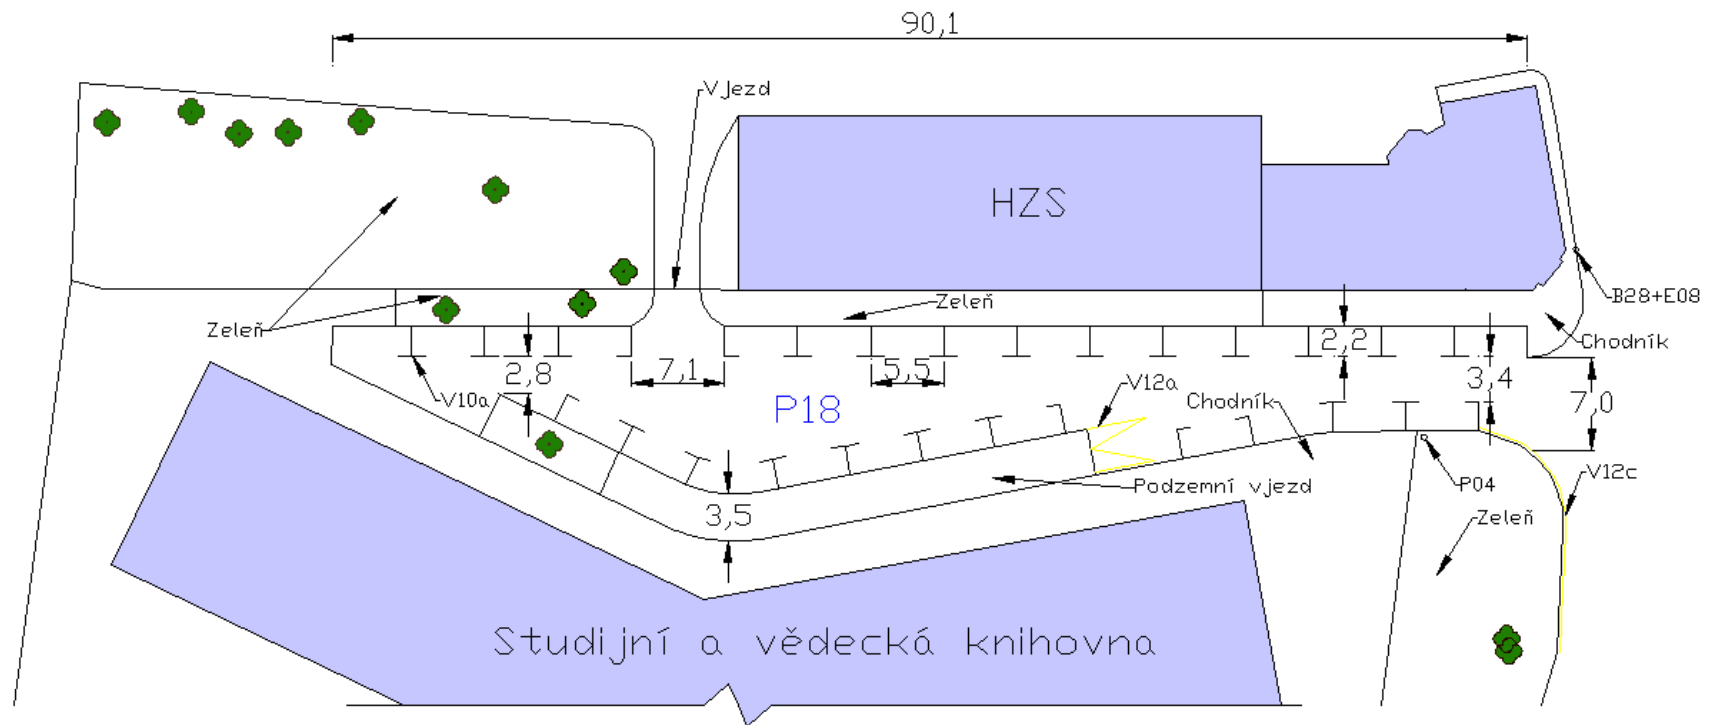 90,1
Vjezd
HZS
Zeleň
Zeleň
B28+E08
Chodník
2,2
2,8
7,1
5,5
3,4
V10a
P18
V12a
Chodník
7,0
Podzemní vjezd
P04
V12c
3,5
Zeleň
Studijní a vědecká knihovna